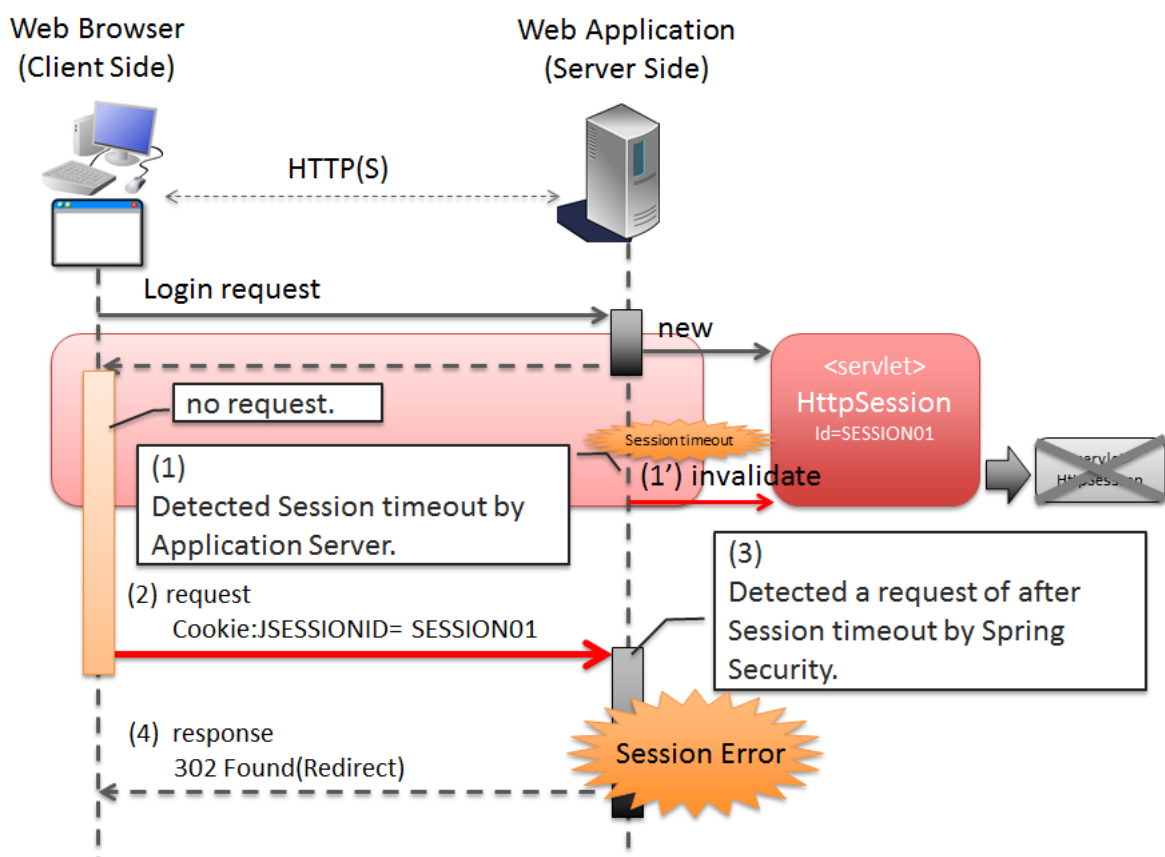 Web Browser
(Client Side)
Web Application
(Server Side)
HTTP(S)
Login request
new
<servlet>
HttpSession
Id=SESSION01
no request.
Session timeout
(1)
Detected Session timeout by
Application Server.
(1’) invalidate
HttpSession
(2) request
Cookie:JSESSIONID= SESSION01
(3)
Detected a request of after
Session timeout by Spring
Security.
(4) response
302 Found(Redirect)
Session Error